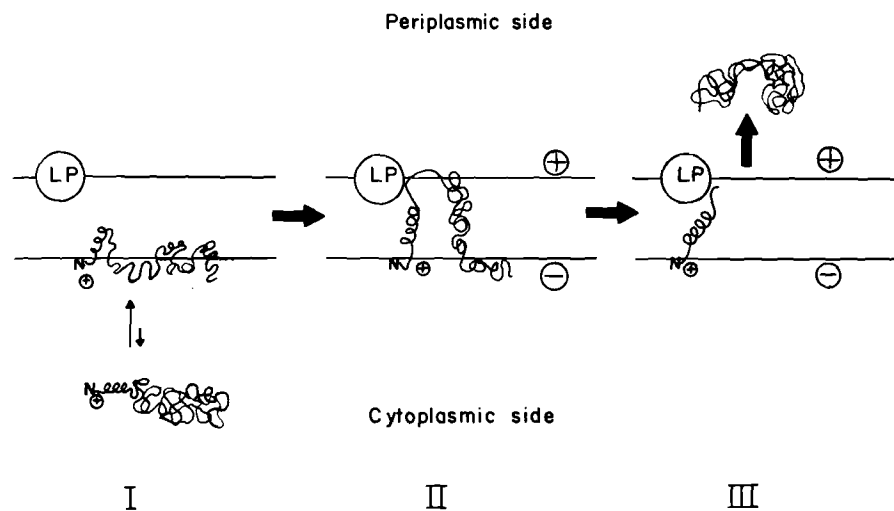 Periplasmic side
LP
LP
LP
+
+
N
+
N
+
N
+
−
−
N
+
Cytoplasmic side
I
II
III